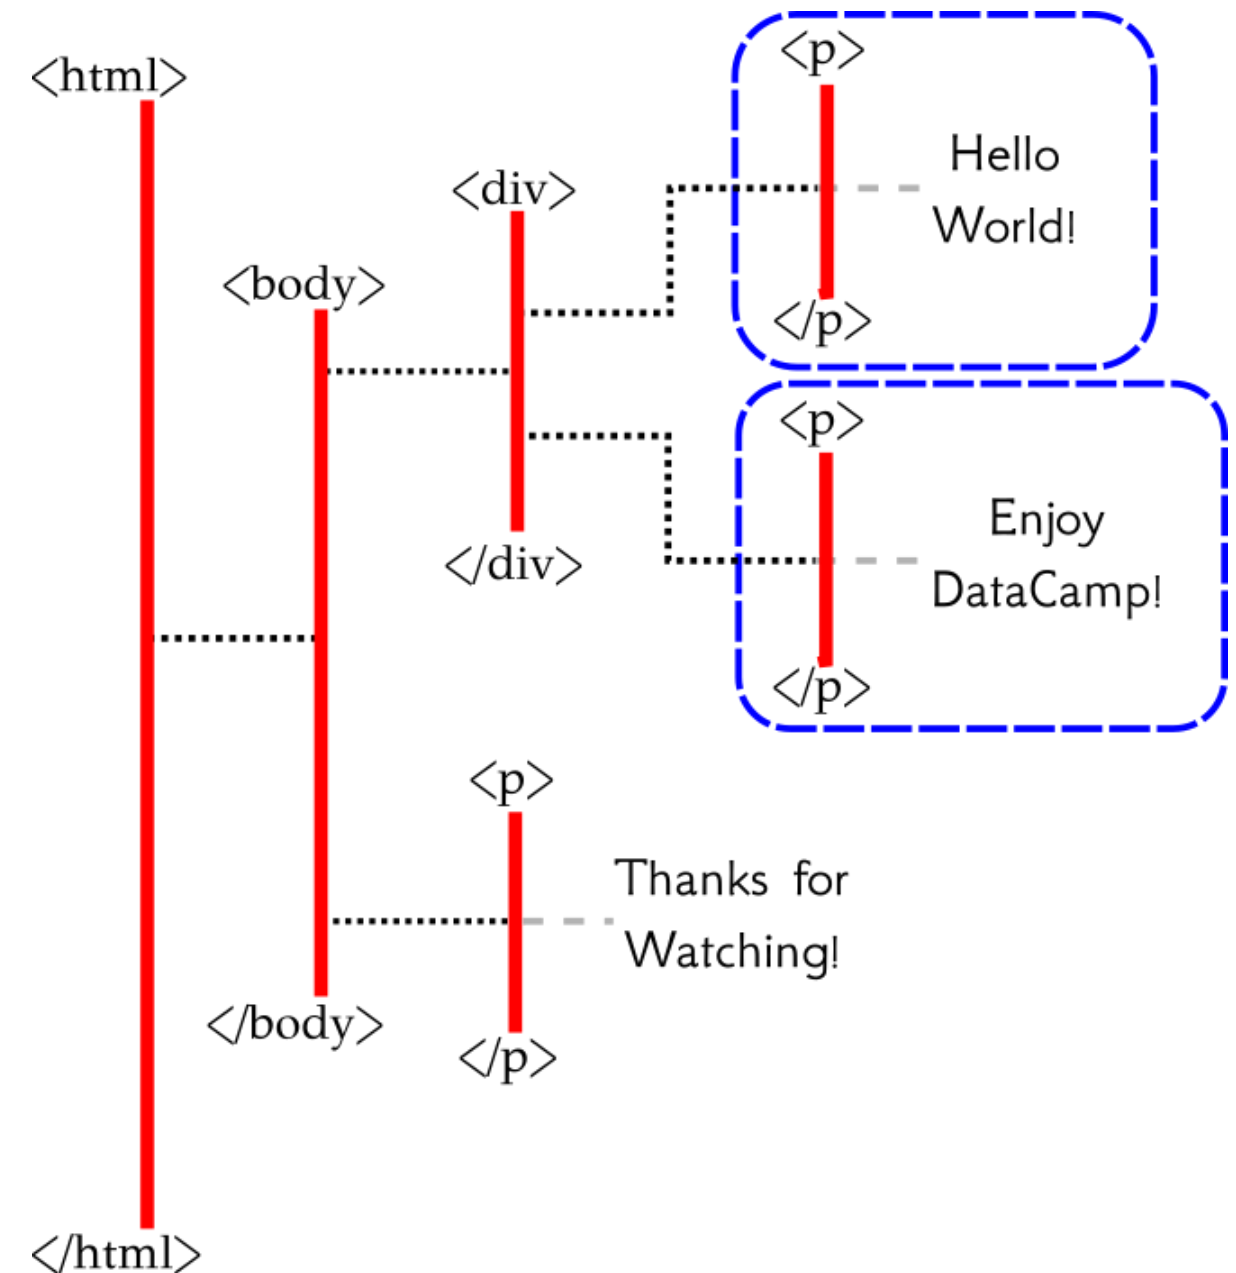 <html>
<body>
<div>
<p>
Hello
World!
</p>
<p>
Enjoy
DataCamp!
</p>
</div>
<p>
Thanks for
Watching!
</p>
</body>
</html>